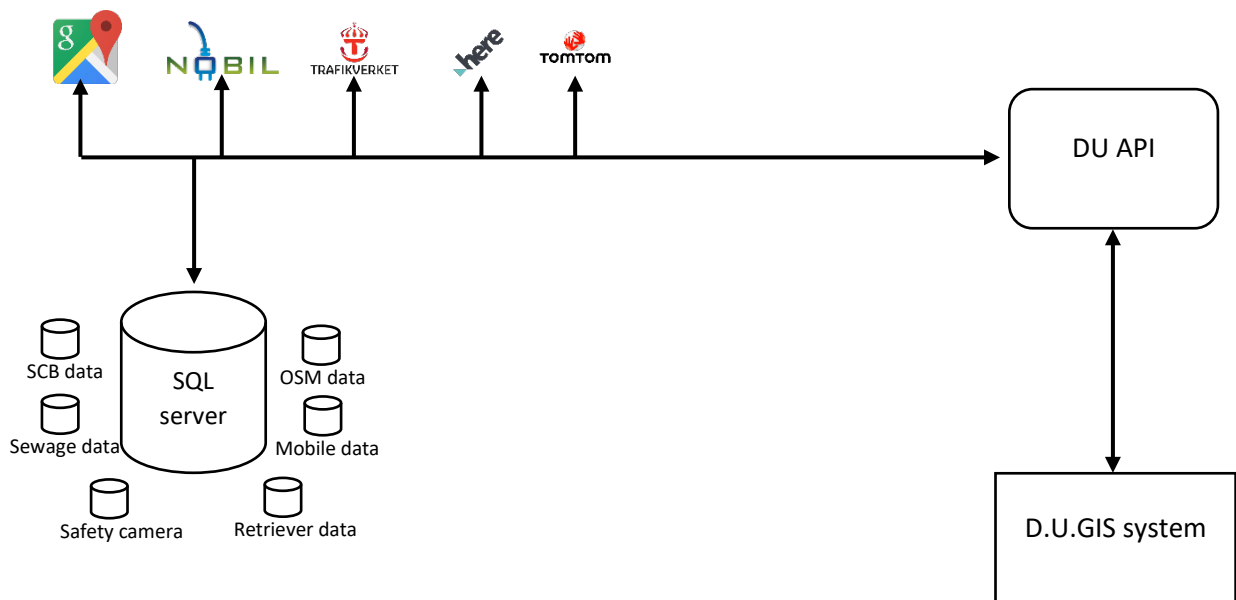 g
NOBIL
TRAFIKVERKET
here
TOMTOM
DU API
SCB data
SQL
server
OSM data
Sewage data
Mobile data
Safety camera
Retriever data
D.U.GIS system